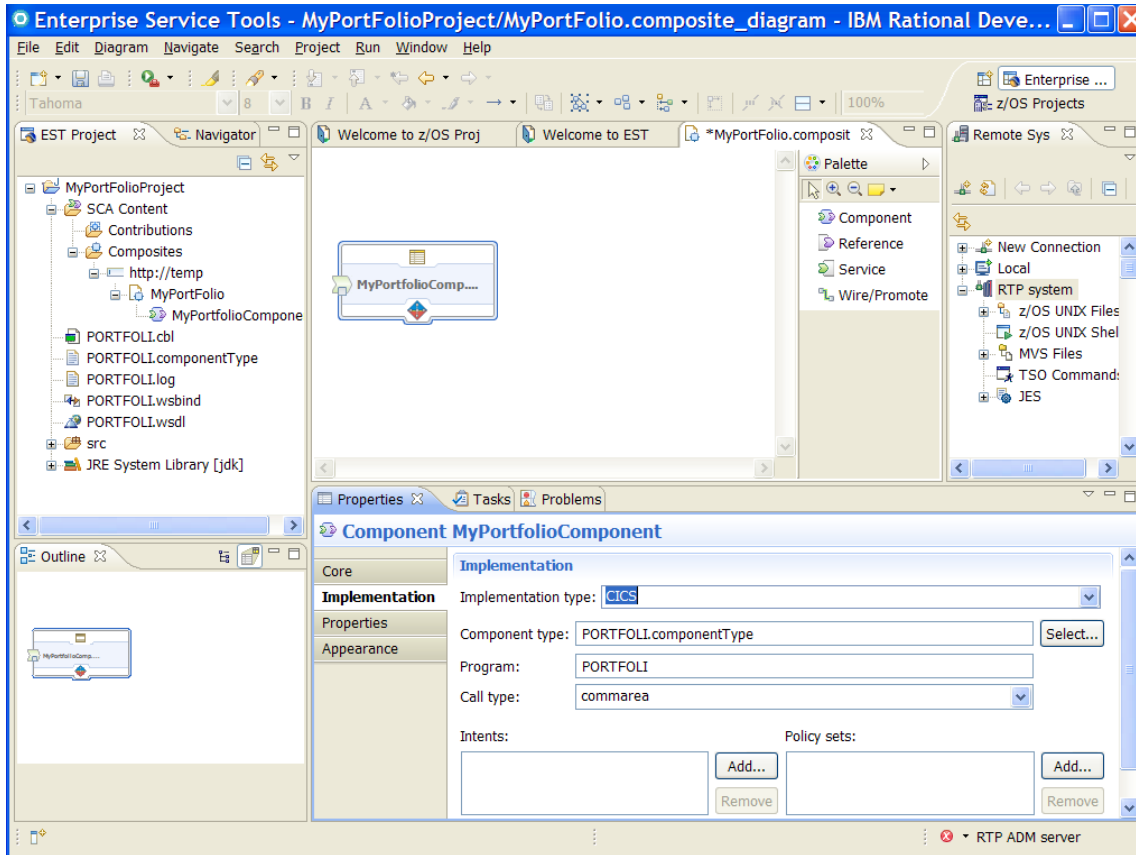 Enterprise Service Tools - MyPortFolioProject/MyPortFolio.composite_diagram - IBM Rational Deve...
File Edit Diagram Navigate Search Project Run Window Help
Enterprise ...
Tahoma 8 B I A 100% z/OS Projects
EST Project Navigator
Welcome to z/OS Proj Welcome to EST *MyPortFolio.composit
Remote Sys
MyPortFolioProject
SCA Content
Contributions
Composites
http://temp
MyPortFolio
MyPortfolioCompone
PORTFOLI.cbl
PORTFOLI.componentType
PORTFOLI.log
PORTFOLI.wsbind
PORTFOLI.wsdl
src
JRE System Library [jdk]
MyPortfolioComp....
Palette
Component
Reference
Service
Wire/Promote
New Connection
Local
RTP system
z/OS UNIX Files
z/OS UNIX Shel
MVS Files
TSO Command:
JES
Outline
MyPortfolioComp....
Properties Tasks Problems
Component MyPortfolioComponent
Core
Implementation
Properties
Appearance
Implementation
Implementation type: CICS
Component type: PORTFOLI.componentType Select...
Program: PORTFOLI
Call type: commarea
Intents: Policy sets:
Add... Add...
Remove Remove
RTP ADM server